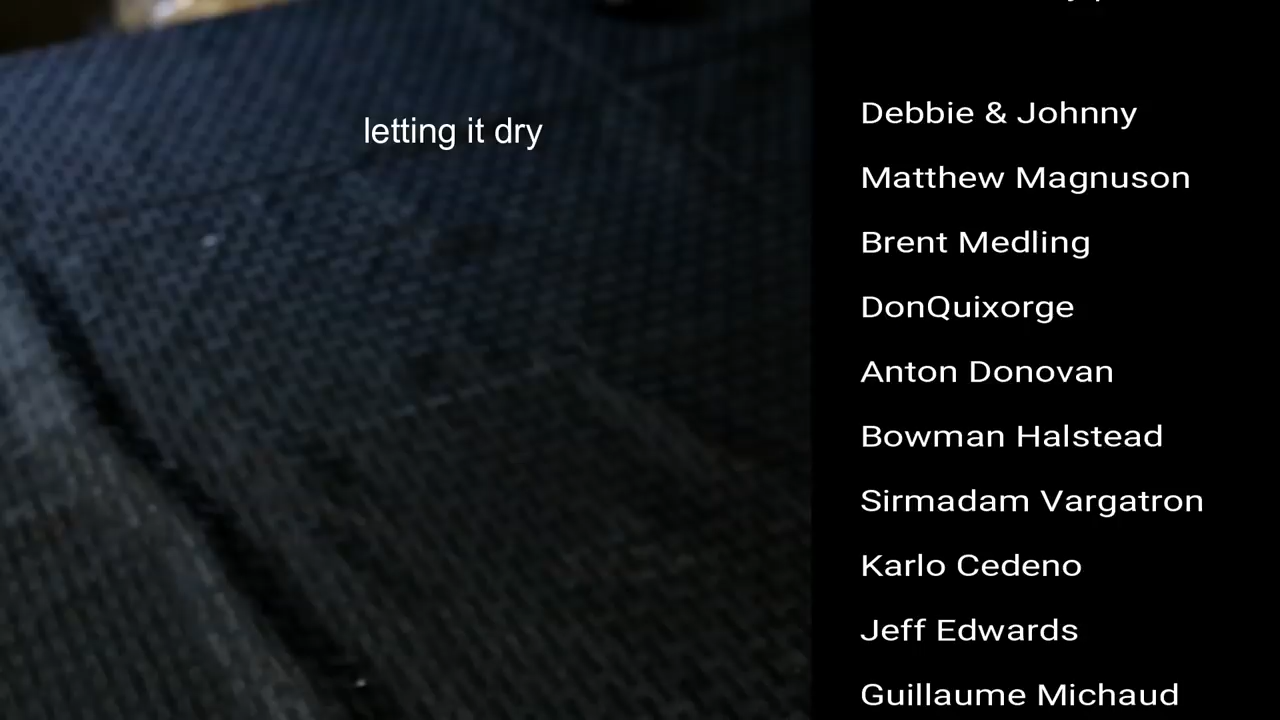 letting it dry
Debbie & Johnny
Matthew Magnuson
Brent Medling
DonQuixorge
Anton Donovan
Bowman Halstead
Sirmadam Vargatron
Karlo Cedeno
Jeff Edwards
Guillaume Michaud